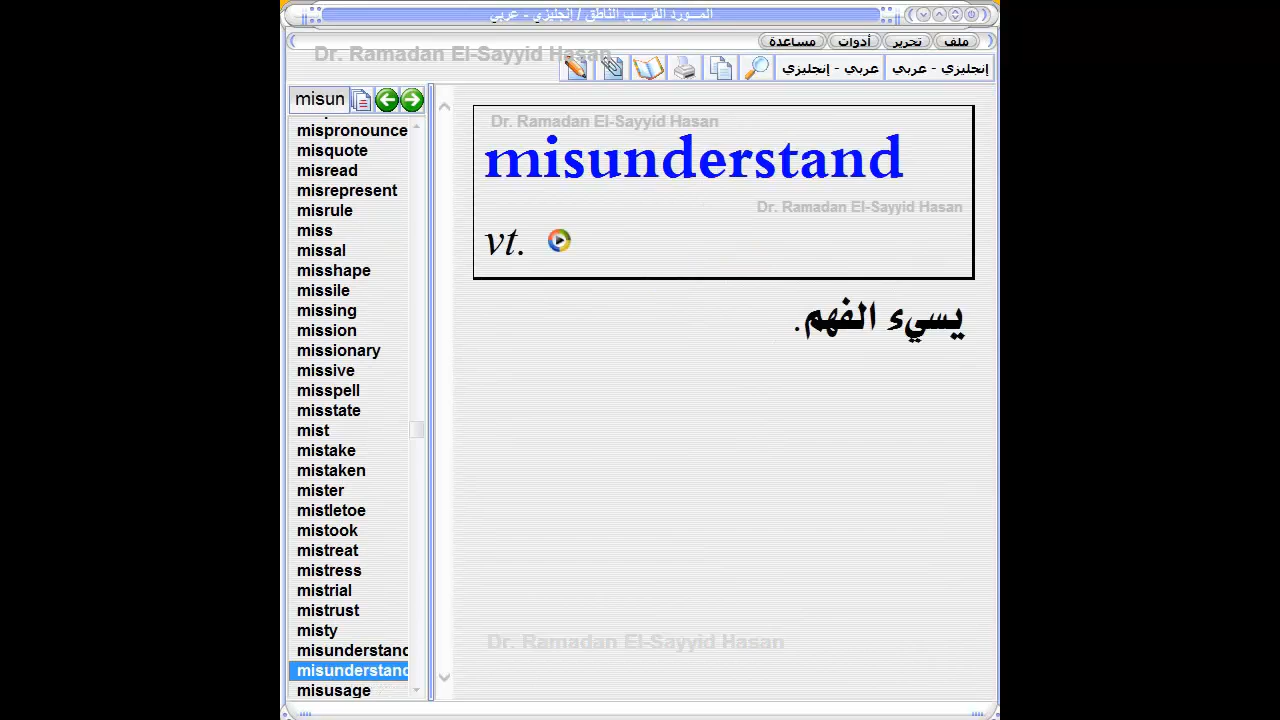 المــورد القريــب الناطق / إنجليزي - عربي
ملف تحرير أدوات مساعدة
Dr. Ramadan El-Sayyid Hasan
إنجليزي - عربي عربي - إنجليزي
misun
mispronounce
misquote
misread
misrepresent
misrule
miss
missal
misshape
missile
missing
mission
missionary
missive
misspell
misstate
mist
mistake
mistaken
mister
mistletoe
mistook
mistreat
mistress
mistrial
mistrust
misty
misunderstand
misunderstand
misusage
Dr. Ramadan El-Sayyid Hasan
misunderstand
Dr. Ramadan El-Sayyid Hasan
vt.
يسيء الفهم.
Dr. Ramadan El-Sayyid Hasan